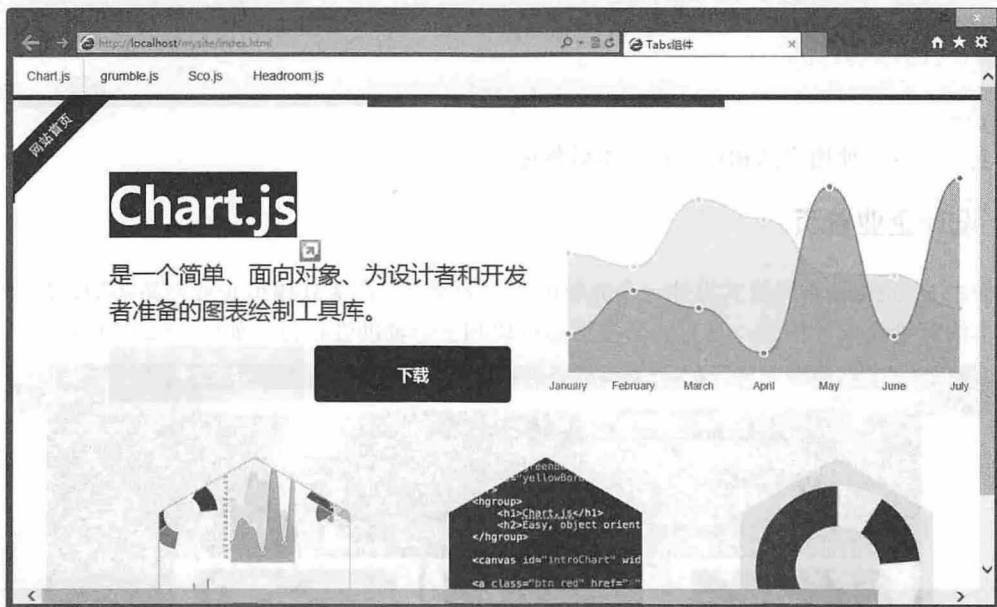 http://localhost/mysite/index.html
Tabs组件
Chart.js
grumble.js
Sco.js
Headroom.js
网站首页
Chart.js
是一个简单、面向对象、为设计者和开发
者准备的图表绘制工具库。
下载
January
February
March
April
May
June
July
="yellowBord
<hgroup>
<h1>Chart.js</h1>
<h2>Easy, object orient
</hgroup>
<canvas id="introChart" wid
<a class="btn red" href="